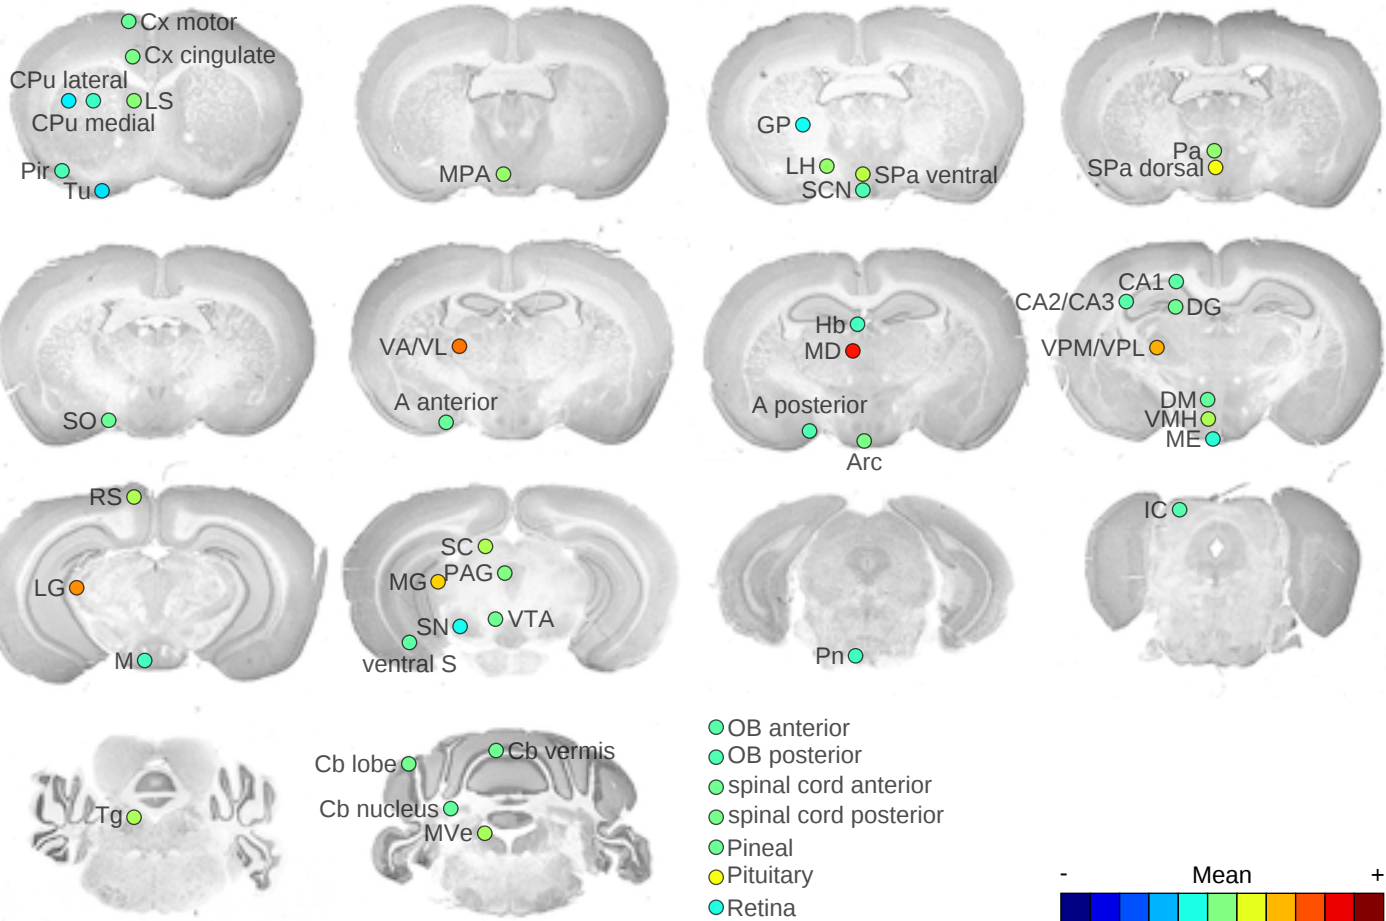 Cx motor
Cx cingulate
CPu lateral
LS
CPu medial
Pir
Tu
MPA
GP
LH
SPa ventral
SCN
Pa
SPa dorsal
SO
VA/VL
A anterior
Hb
MD
A posterior
Arc
CA1
CA2/CA3
DG
VPM/VPL
DM
VMH
ME
RS
LG
M
SC
PAG
MG
VTA
SN
ventral S
Pn
IC
Tg
Cb vermis
Cb lobe
Cb nucleus
MVe
OB anterior
OB posterior
spinal cord anterior
spinal cord posterior
Pineal
Pituitary
Retina
- Mean +